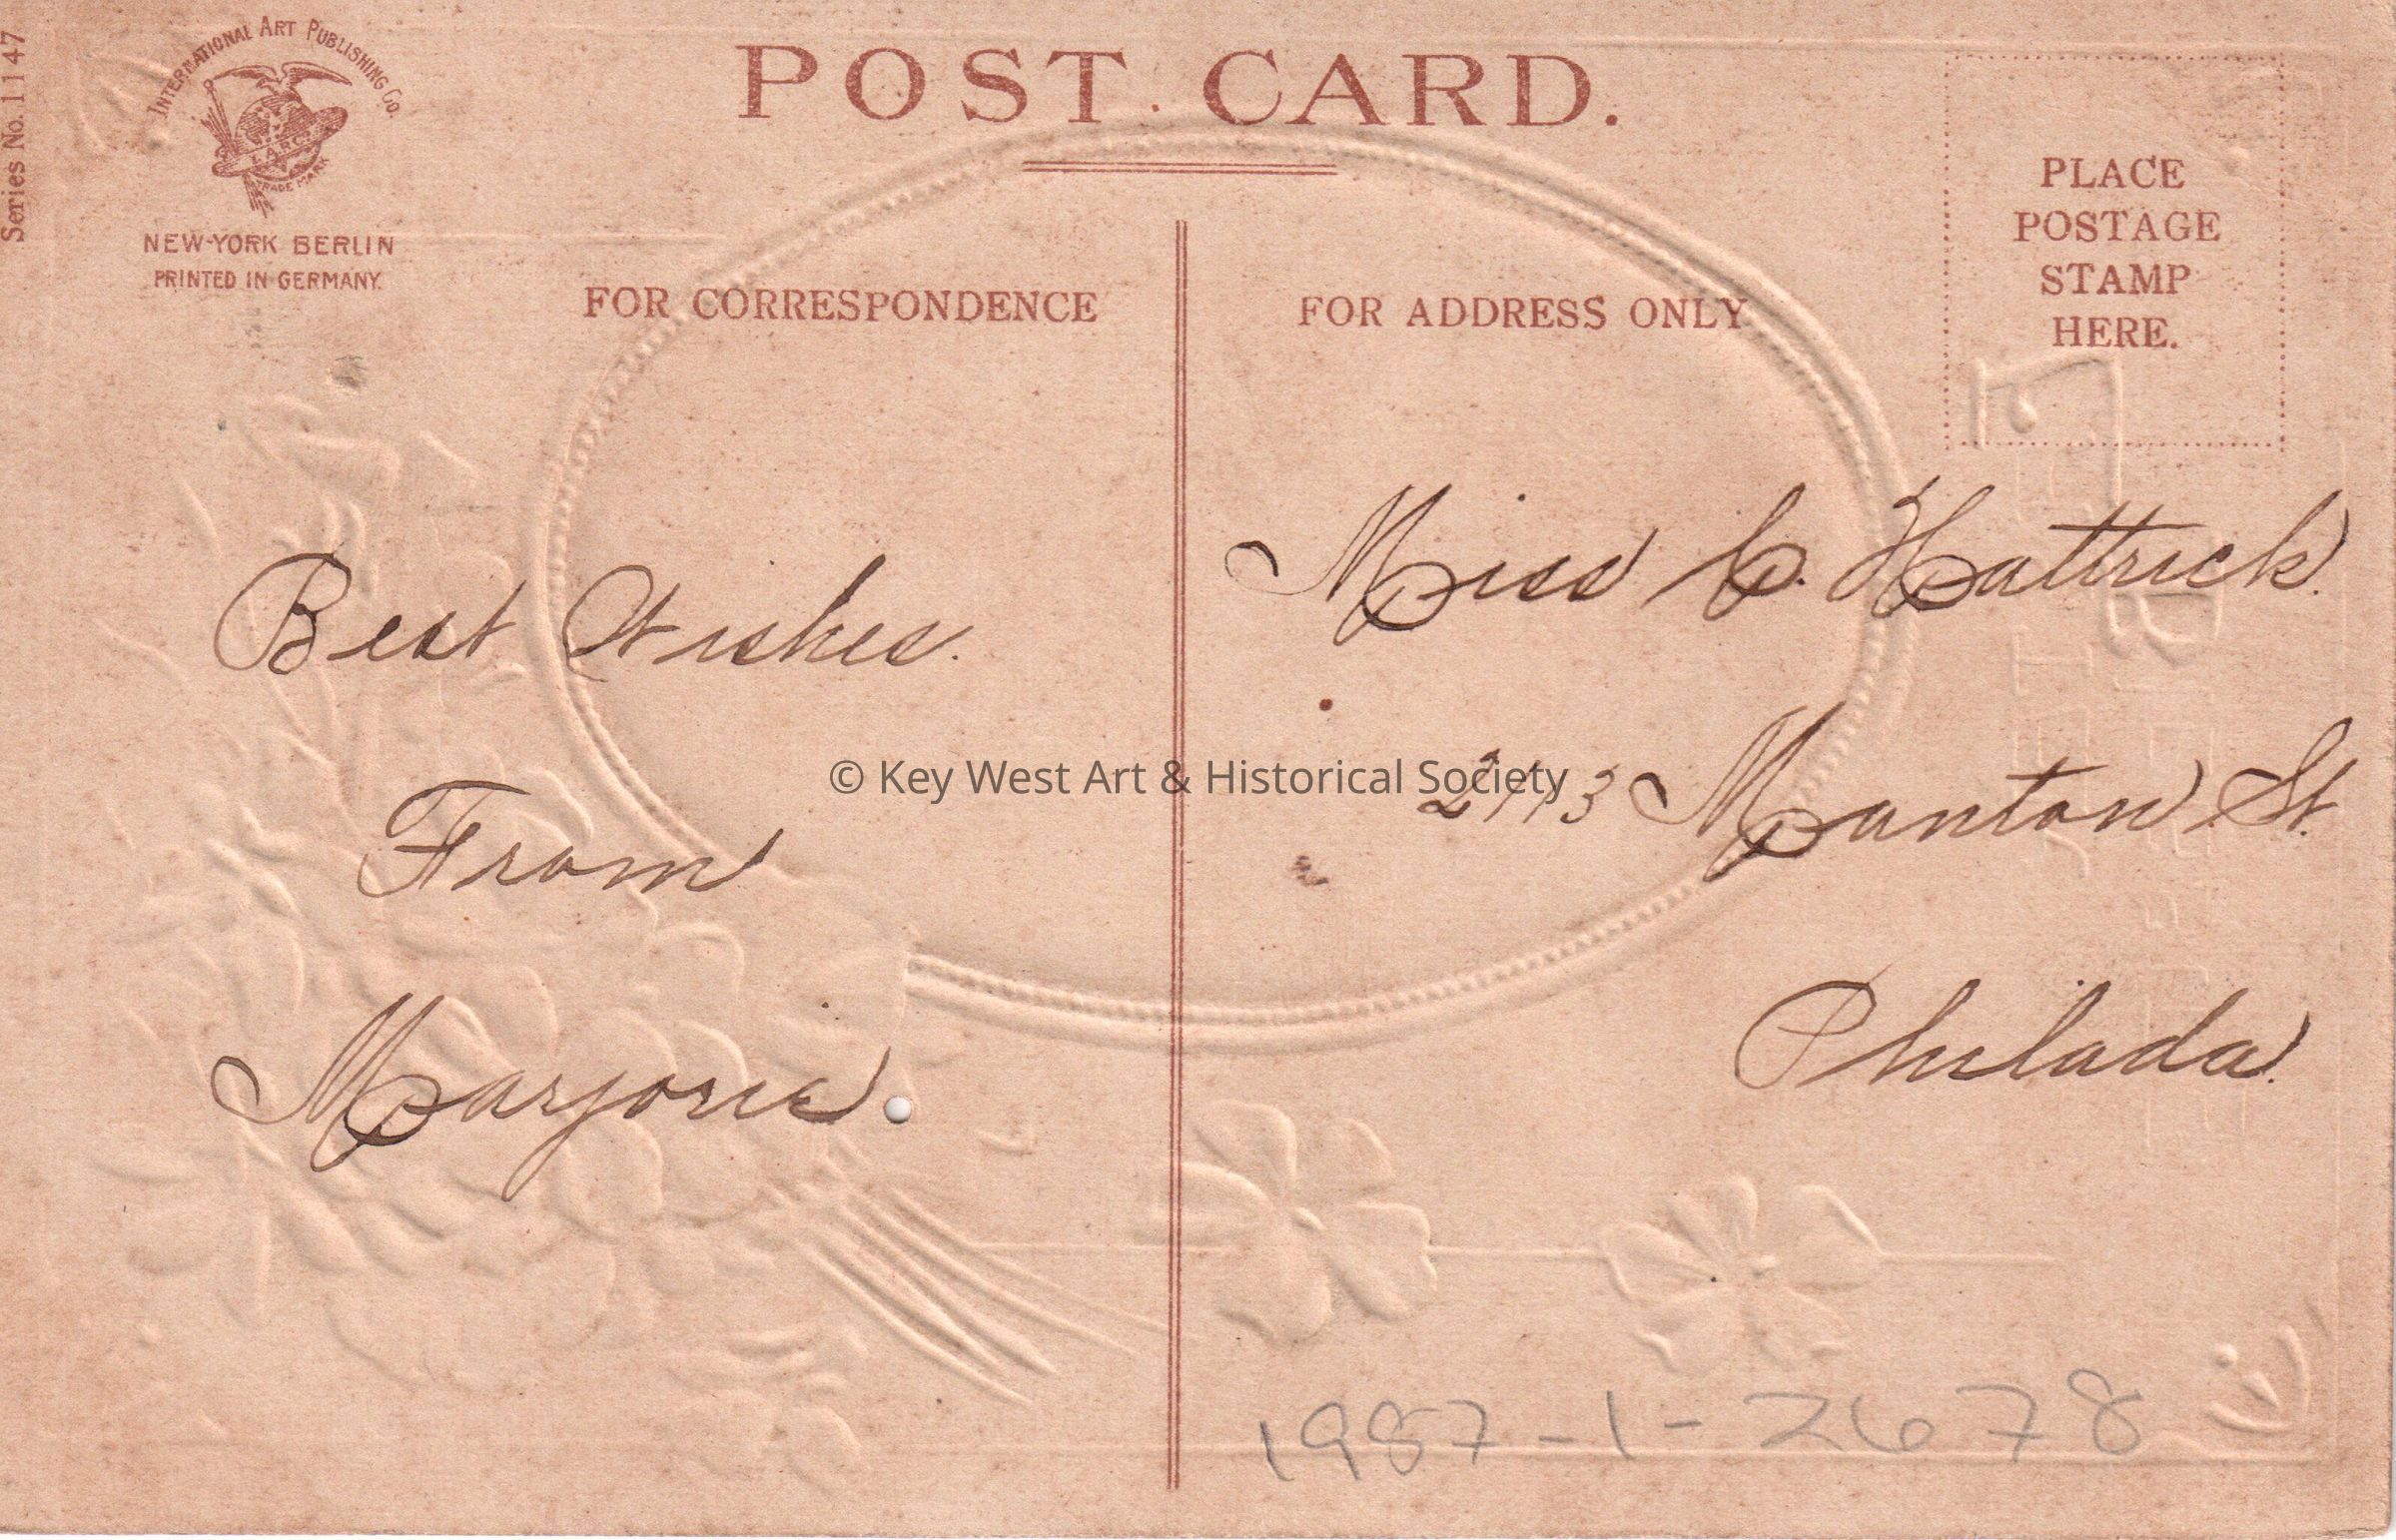 Series No. 1147
INTERNATIONAL ART PUBLISHING CO.
TRADE MARK
NEW-YORK BERLIN
PRINTED IN GERMANY.
POST CARD.
PLACE
POSTAGE
STAMP
HERE.
FOR CORRESPONDENCE
Best Wishes.
From
Marjorie.
FOR ADDRESS ONLY
Miss C. Hattrick.
2113 Manton St.
Philada.
© Key West Art & Historical Society
1987-1-2678